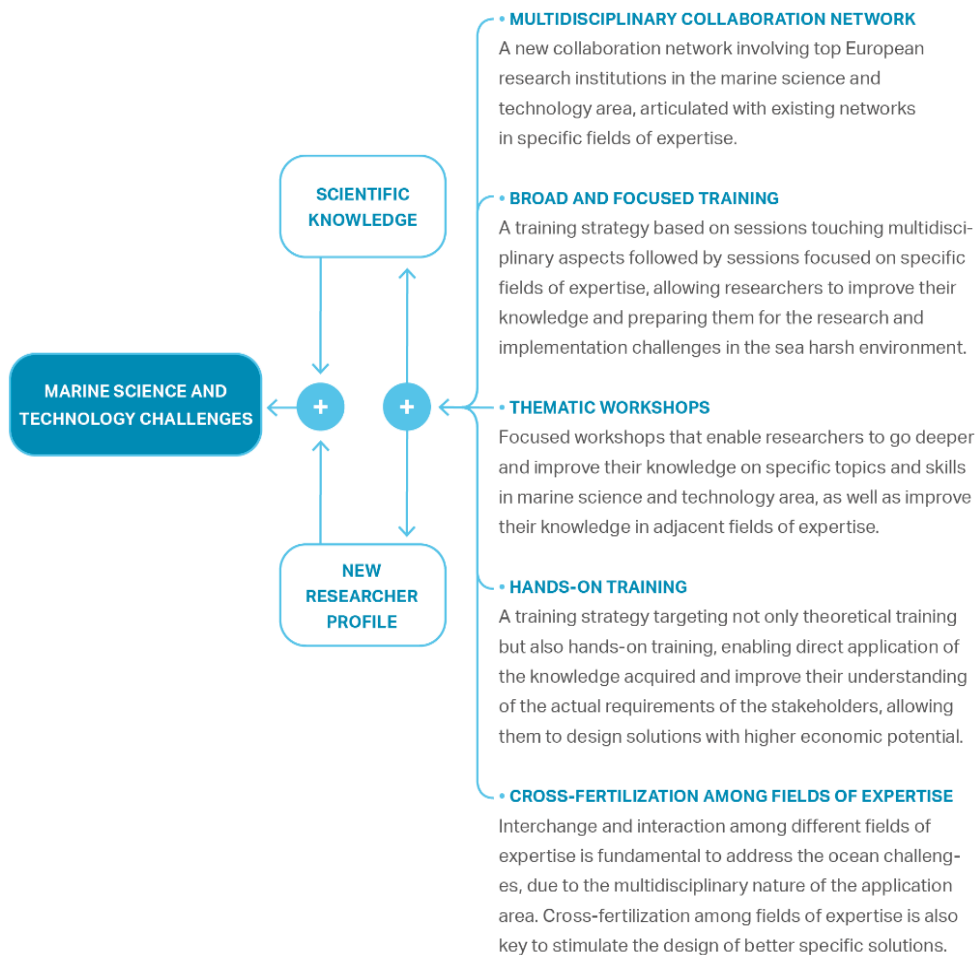 • MULTIDISCIPLINARY COLLABORATION NETWORK
A new collaboration network involving top European
research institutions in the marine science and
technology area, articulated with existing networks
in specific fields of expertise.
SCIENTIFIC
KNOWLEDGE
• BROAD AND FOCUSED TRAINING
A training strategy based on sessions touching multidisci-
plinary aspects followed by sessions focused on specific
fields of expertise, allowing researchers to improve their
knowledge and preparing them for the research and
implementation challenges in the sea harsh environment.
MARINE SCIENCE AND
TECHNOLOGY CHALLENGES
+
+
• THEMATIC WORKSHOPS
Focused workshops that enable researchers to go deeper
and improve their knowledge on specific topics and skills
in marine science and technology area, as well as improve
their knowledge in adjacent fields of expertise.
NEW
RESEARCHER
PROFILE
• HANDS-ON TRAINING
A training strategy targeting not only theoretical training
but also hands-on training, enabling direct application of
the knowledge acquired and improve their understanding
of the actual requirements of the stakeholders, allowing
them to design solutions with higher economic potential.
• CROSS-FERTILIZATION AMONG FIELDS OF EXPERTISE
Interchange and interaction among different fields of
expertise is fundamental to address the ocean challeng-
es, due to the multidisciplinary nature of the application
area. Cross-fertilization among fields of expertise is also
key to stimulate the design of better specific solutions.